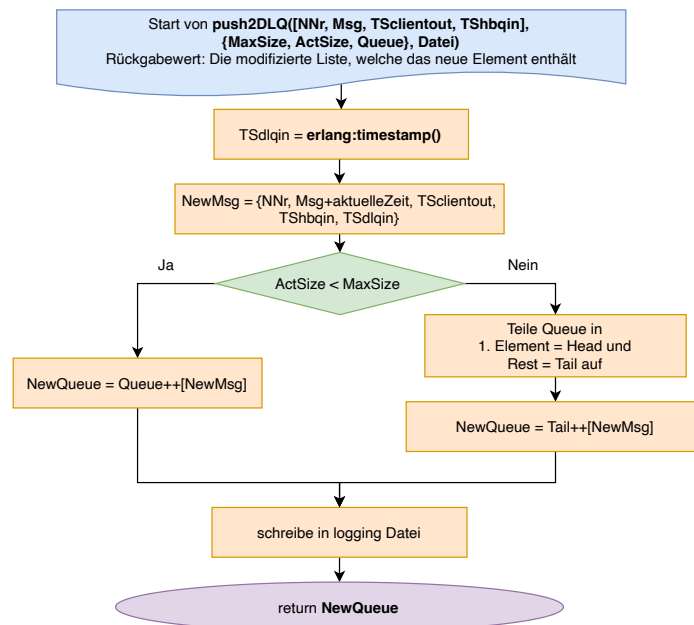 Start von push2DLQ([NNr, Msg, TSclientout, TShbqin],
{MaxSize, ActSize, Queue}, Datei)
Rückgabewert: Die modifizierte Liste, welche das neue Element enthält
TSdlqin = erlang:timestamp()
NewMsg = {NNr, Msg+aktuelleZeit, TSclientout,
TShbqin, TSdlqin}
Ja
Nein
ActSize < MaxSize
Teile Queue in
1. Element = Head und
Rest = Tail auf
NewQueue = Queue++[NewMsg]
NewQueue = Tail++[NewMsg]
schreibe in logging Datei
return NewQueue